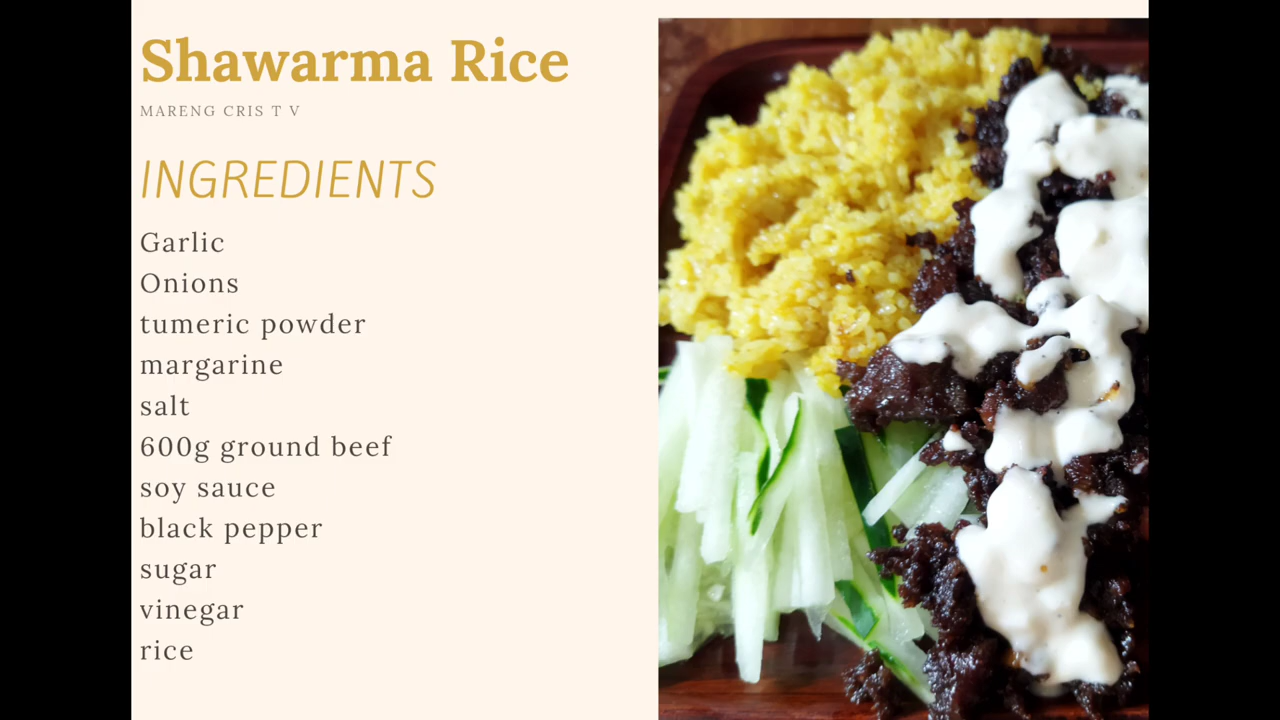 Shawarma Rice
MARENG CRIS T V
INGREDIENTS
Garlic
Onions
tumeric powder
margarine
salt
600g ground beef
soy sauce
black pepper
sugar
vinegar
rice